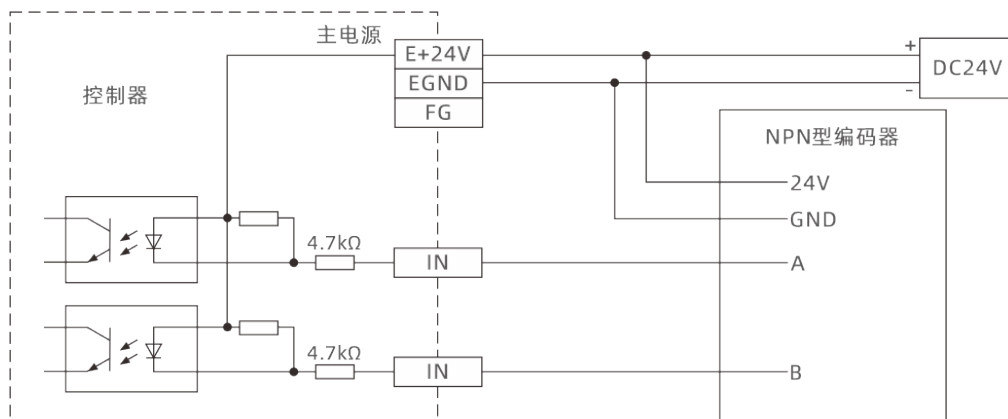 主电源
E+24V
EGND
FG
+
-
DC24V
控制器
NPN型编码器
24V
GND
4.7kΩ
IN
A
4.7kΩ
IN
B